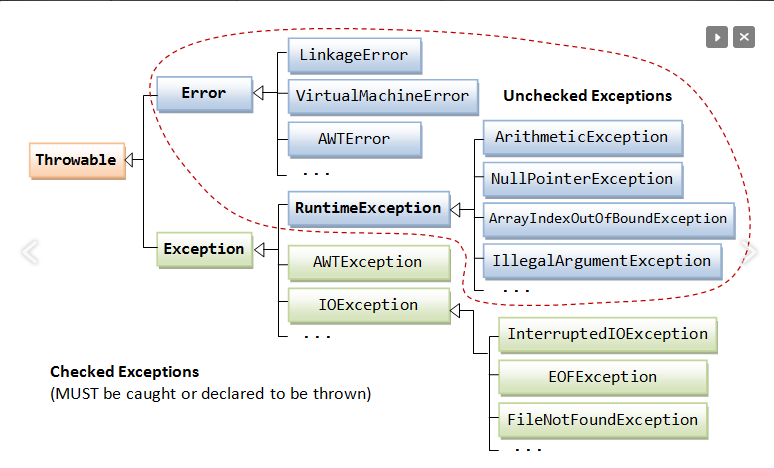 LinkageError
Error
VirtualMachineError
Unchecked Exceptions
AWTError
ArithmeticException
Throwable
. . .
NullPointerException
RuntimeException
ArrayIndexOutOfBoundException
Exception
AWTException
IllegalArgumentException
. . .
IOException
. . .
InterruptedIOException
Checked Exceptions
(MUST be caught or declared to be thrown)
EOFException
FileNotFoundException
. . .